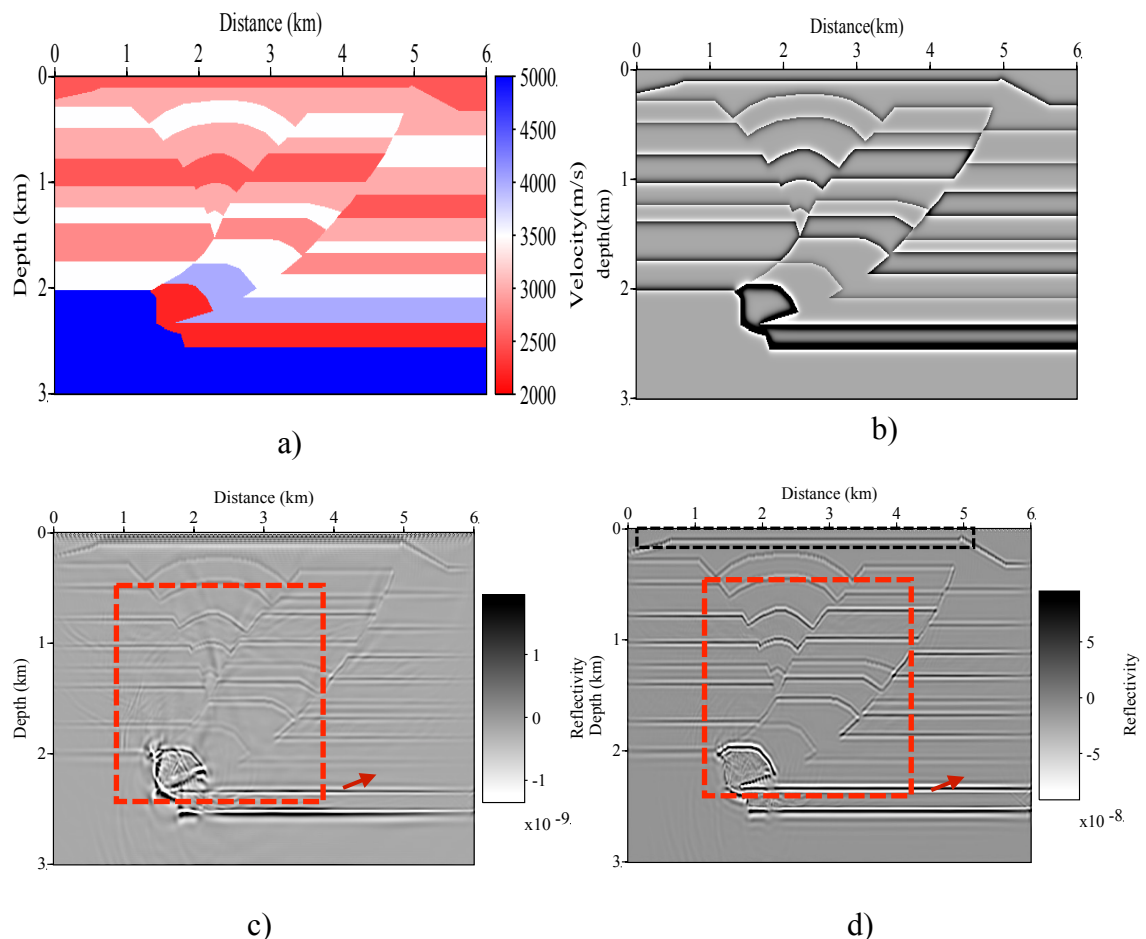 Distance (km)
0 1 2 3 4 5 6.
Depth (km)
0
1
2
3.
5000.
4500
4000
3500
3000
2500
2000
Velocity(m/s)
a)
Distance(km)
0 1 2 3 4 5 6.
depth(km)
0
1
2
3.
b)
Distance (km)
0 1 2 3 4 5 6.
Depth (km)
0
1
2
3.
1
0
-1
x10 -9.
Reflectivity
c)
Distance (km)
0 1 2 3 4 5 6.
Depth (km)
0
1
2
3.
5
0
-5
x10 -8.
Reflectivity
d)